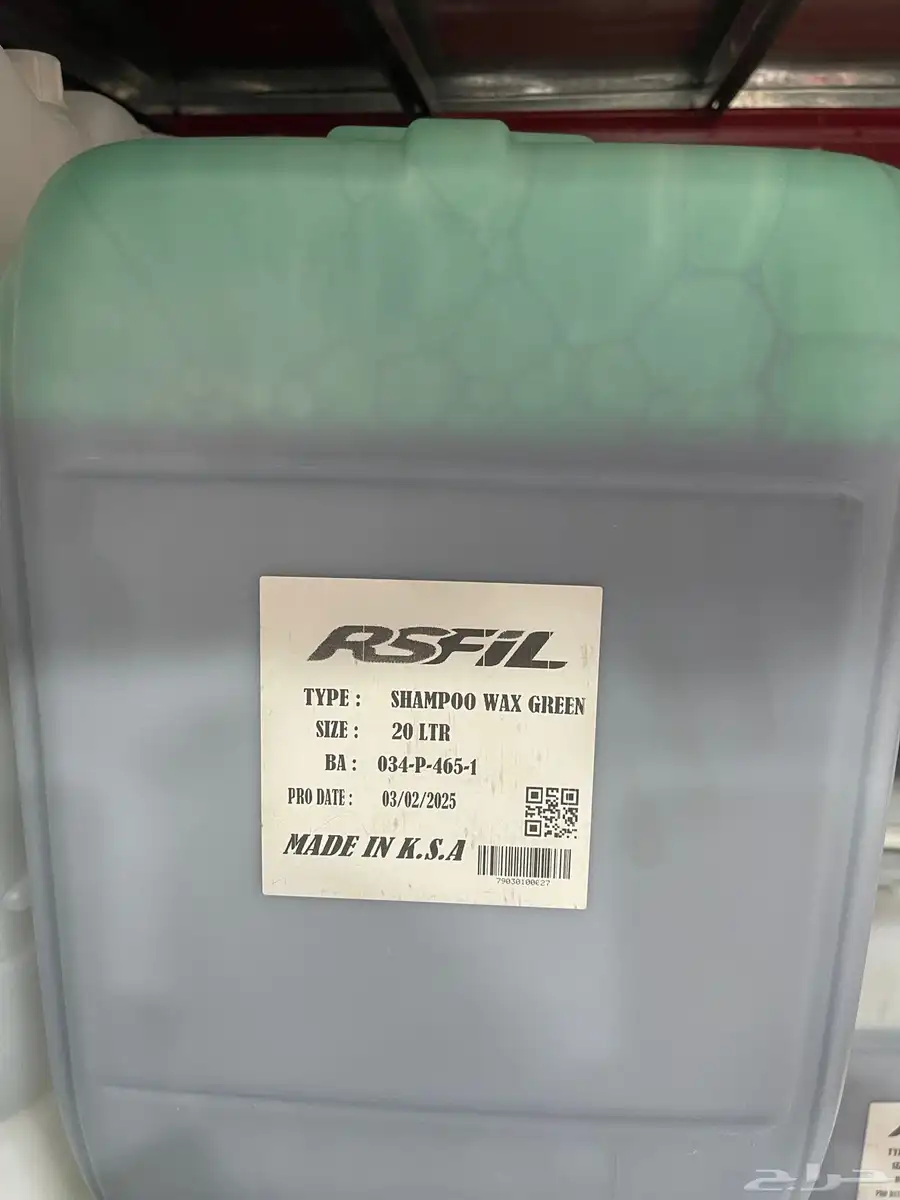 RSFiL
TYPE : SHAMPOO WAX GREEN
SIZE : 20 LTR
BA : 034-P-465-1
PRO DATE : 03/02/2025
MADE IN K.S.A
حراج